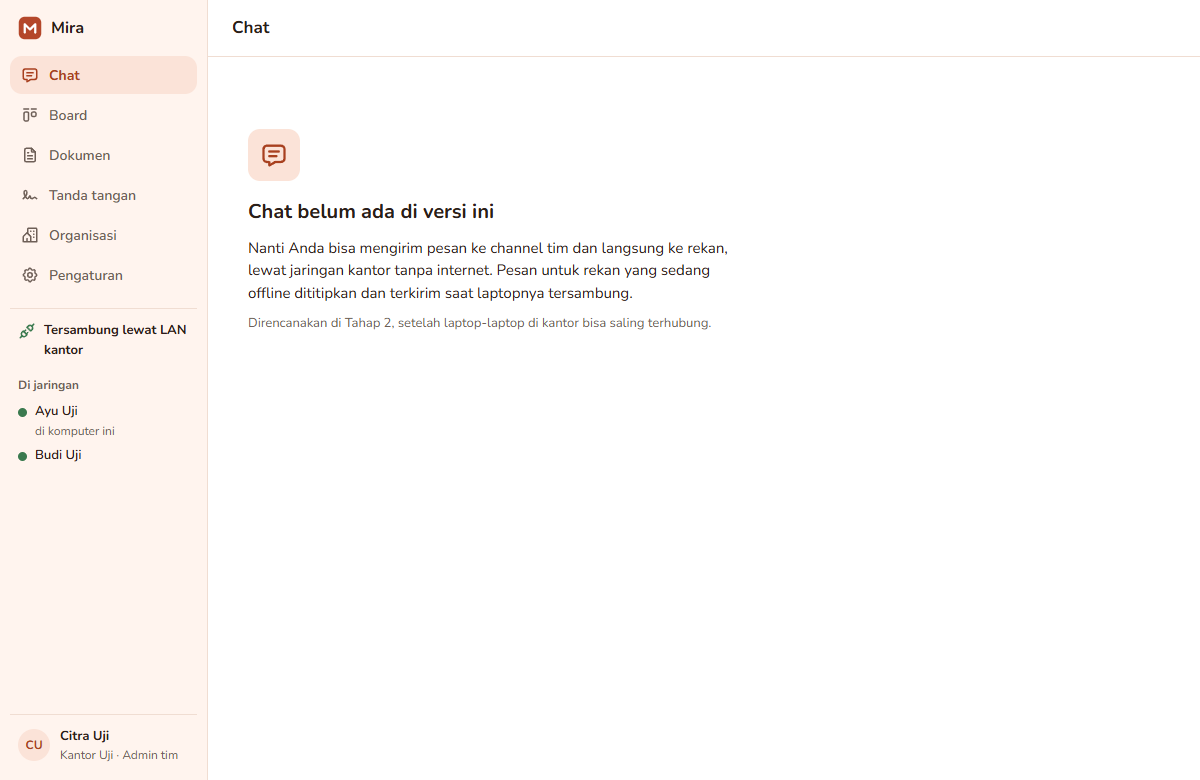 Mira
Chat
Board
Dokumen
Tanda tangan
Organisasi
Pengaturan
Tersambung lewat LAN
kantor
Di jaringan
Ayu Uji
di komputer ini
Budi Uji
CU
Citra Uji
Kantor Uji · Admin tim
Chat
Chat belum ada di versi ini
Nanti Anda bisa mengirim pesan ke channel tim dan langsung ke rekan,
lewat jaringan kantor tanpa internet. Pesan untuk rekan yang sedang
offline dititipkan dan terkirim saat laptopnya tersambung.
Direncanakan di Tahap 2, setelah laptop-laptop di kantor bisa saling terhubung.